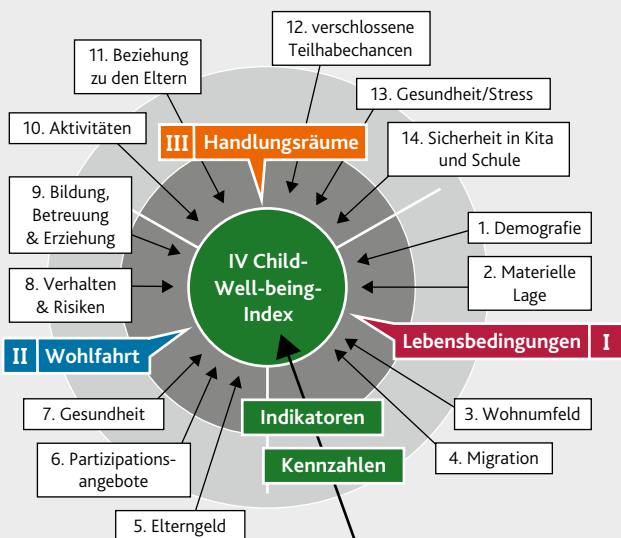 12. verschlossene
Teilhabechancen
11. Beziehung
zu den Eltern
13. Gesundheit/Stress
10. Aktivitäten
III Handlungsräume
14. Sicherheit in Kita
und Schule
9. Bildung,
Betreuung
& Erziehung
1. Demografie
IV Child-
Well-being-
Index
2. Materielle
Lage
8. Verhalten
& Risiken
Lebensbedingungen I
II Wohlfahrt
7. Gesundheit
Indikatoren
3. Wohnumfeld
6. Partizipations-
angebote
Kennzahlen
4. Migration
5. Elterngeld